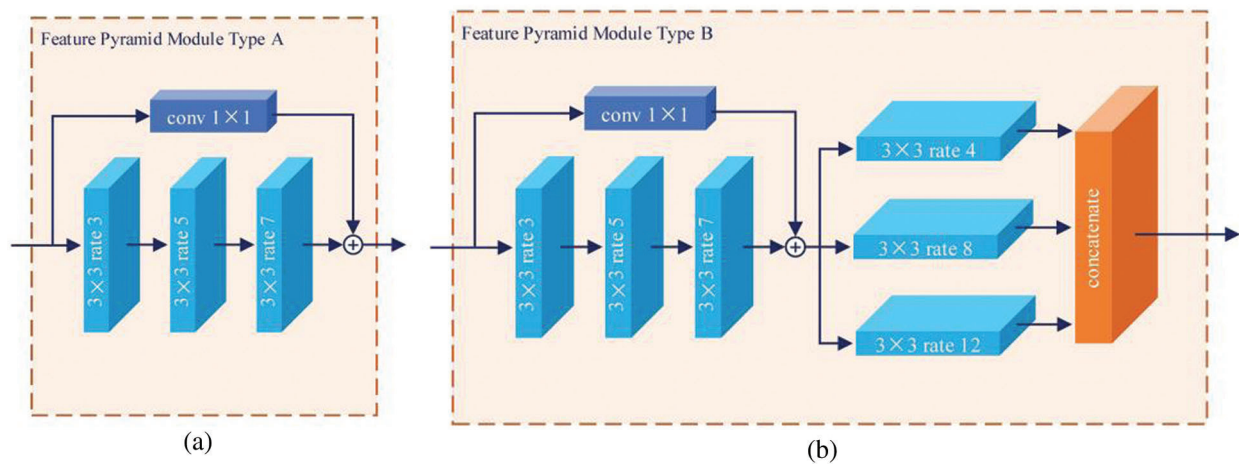 Feature Pyramid Module Type A
conv 1×1
3×3 rate 3
3×3 rate 5
3×3 rate 7
(a)
Feature Pyramid Module Type B
conv 1×1
3×3 rate 3
3×3 rate 5
3×3 rate 7
3×3 rate 4
3×3 rate 8
3×3 rate 12
concatenate
(b)